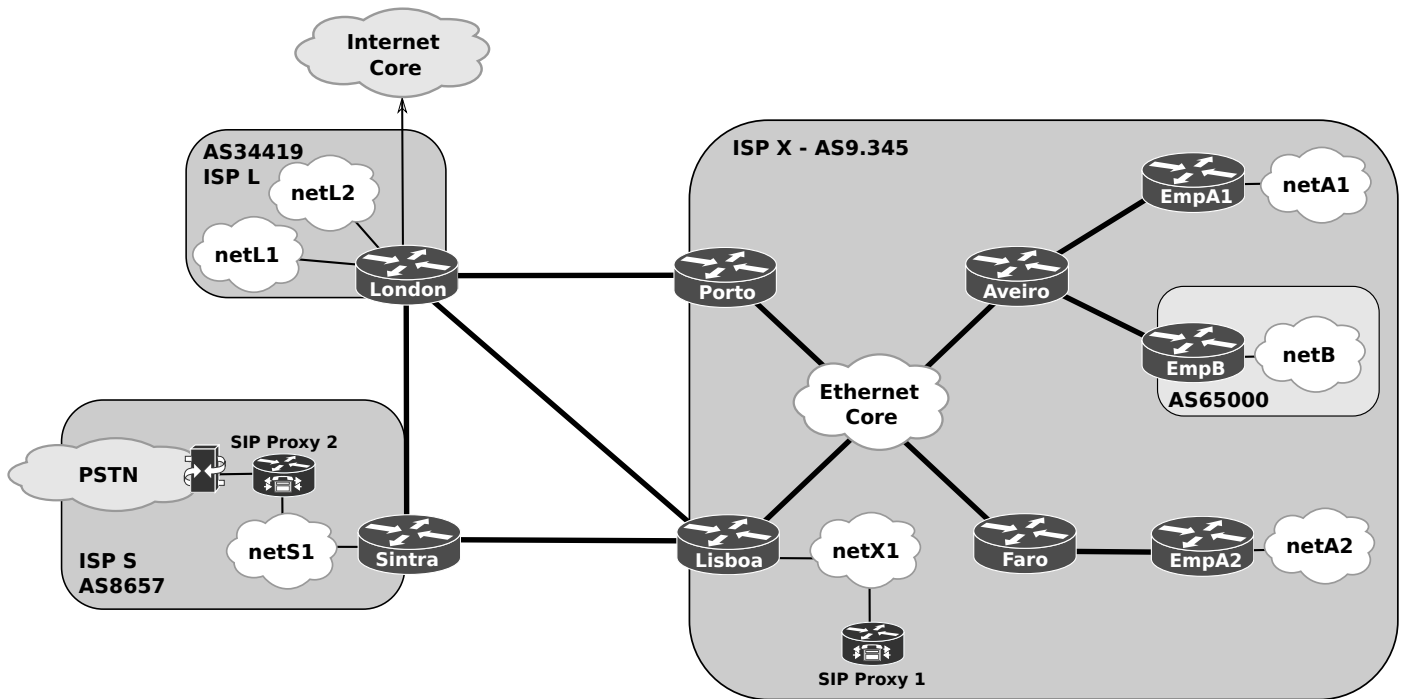 Internet
Core
AS34419
ISP L
netL2
netL1
London
ISP X - AS9.345
Porto
Aveiro
EmpA1
netA1
EmpB
netB
AS65000
Ethernet
Core
PSTN
SIP Proxy 2
netS1
Sintra
ISP S
AS8657
Lisboa
netX1
SIP Proxy 1
Faro
EmpA2
netA2